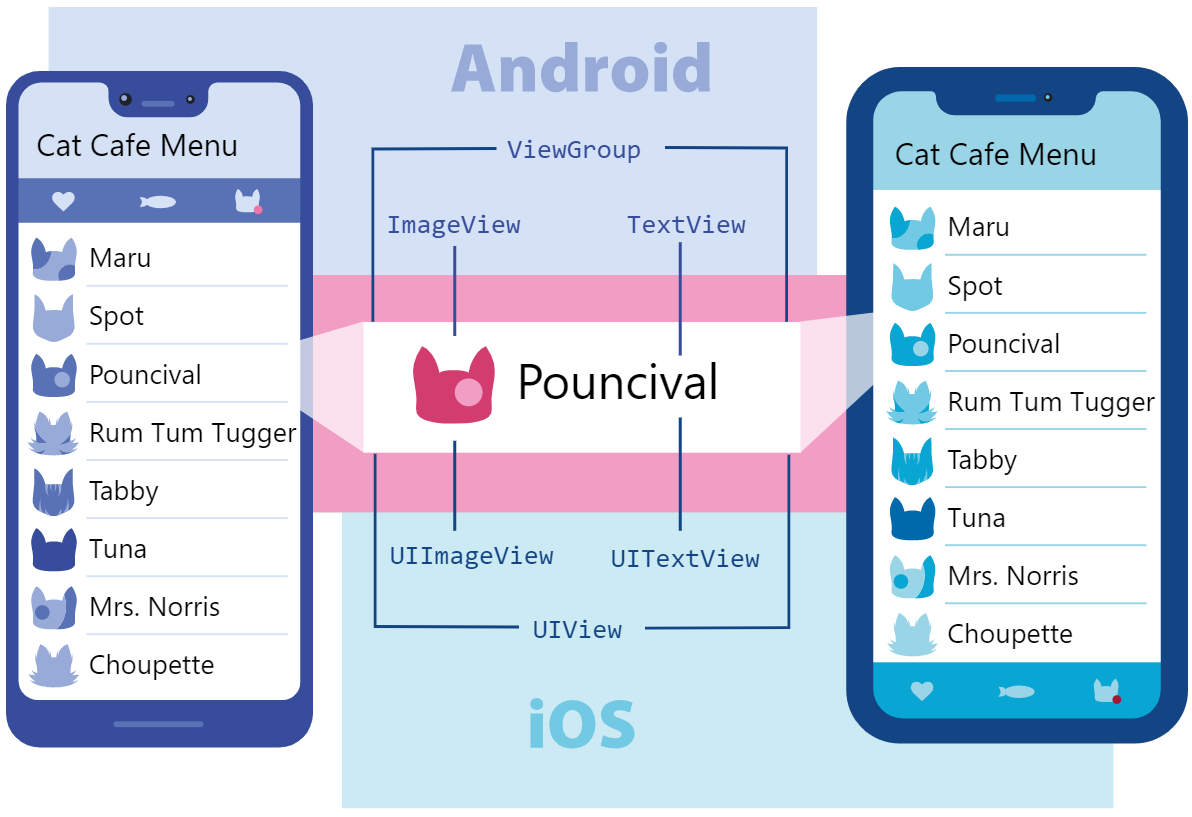 Android
Cat Cafe Menu
Maru
Spot
Pouncival
Rum Tum Tugger
Tabby
Tuna
Mrs. Norris
Choupette
ViewGroup
ImageView
TextView
Pouncival
UIImageView
UITextView
UIView
iOS
Cat Cafe Menu
Maru
Spot
Pouncival
Rum Tum Tugger
Tabby
Tuna
Mrs. Norris
Choupette